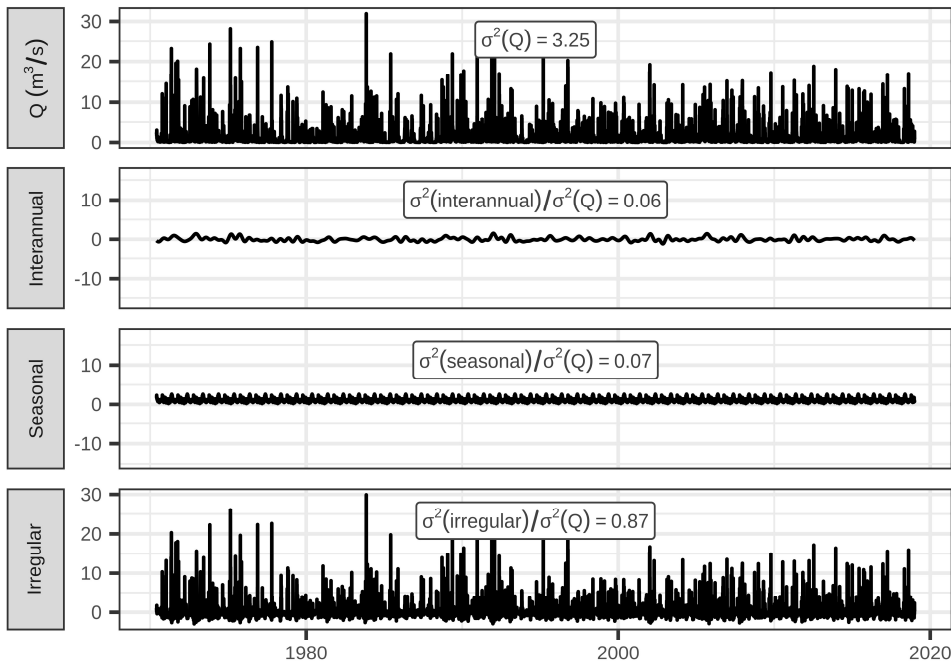 Q (m³/s)
30
20
10
0
σ²(Q) = 3.25
Interannual
10
0
-10
σ²(interannual)/σ²(Q) = 0.06
Seasonal
10
0
-10
σ²(seasonal)/σ²(Q) = 0.07
Irregular
30
20
10
0
σ²(irregular)/σ²(Q) = 0.87
1980
2000
2020